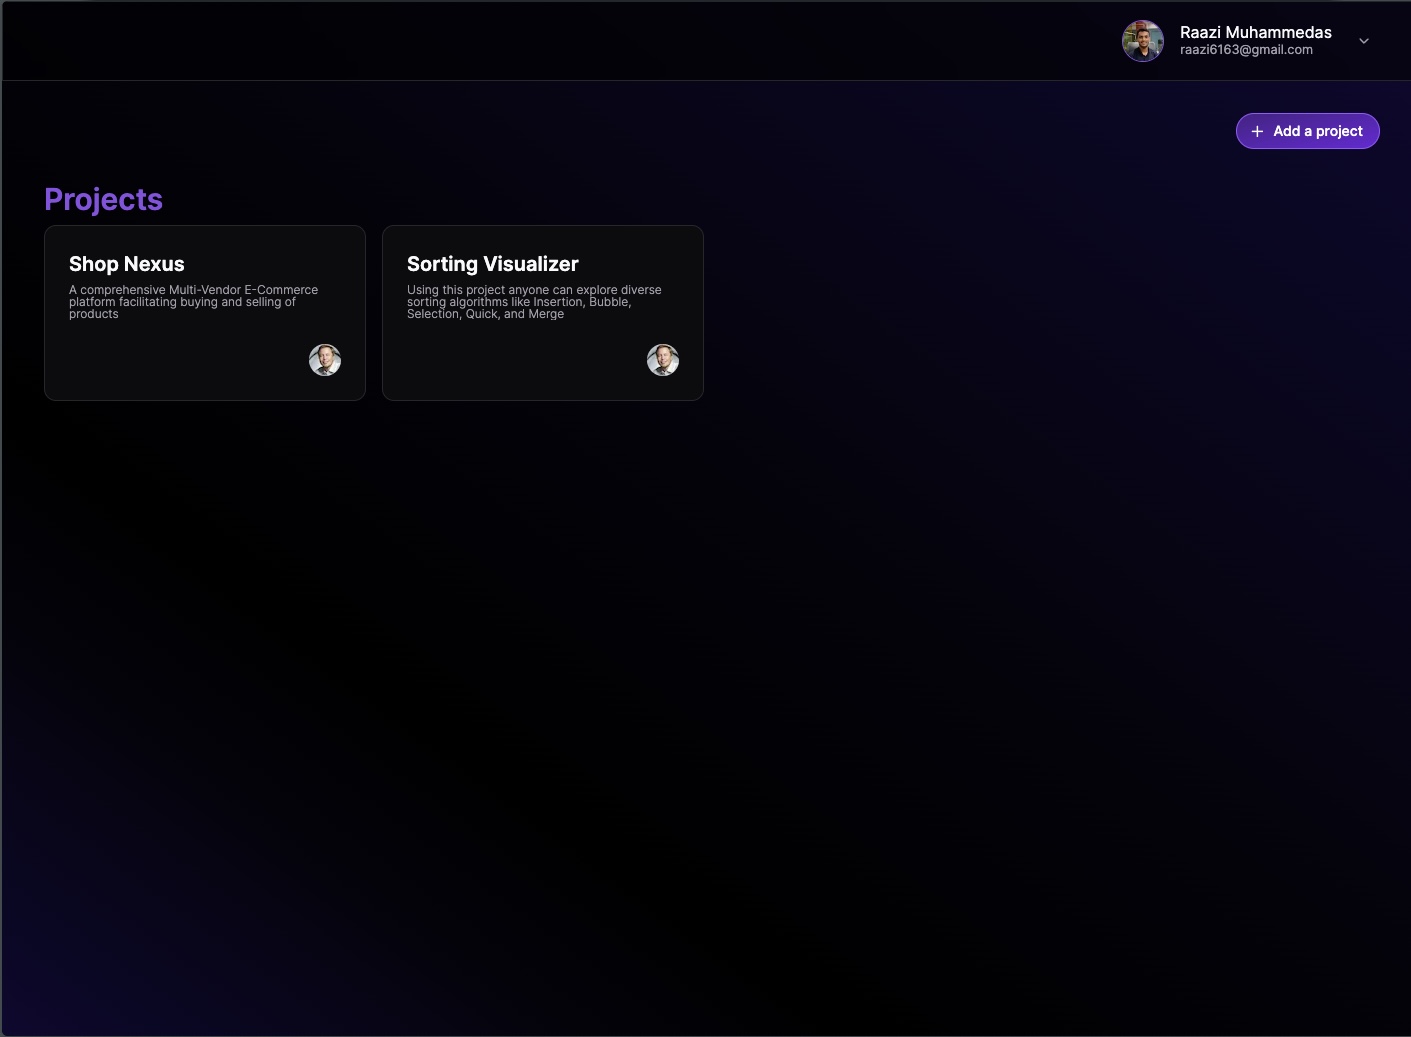 Raazi Muhammedas
raazi6163@gmail.com
+ Add a project
Projects
Shop Nexus
A comprehensive Multi-Vendor E-Commerce
platform facilitating buying and selling of
products
Sorting Visualizer
Using this project anyone can explore diverse
sorting algorithms like Insertion, Bubble,
Selection, Quick, and Merge